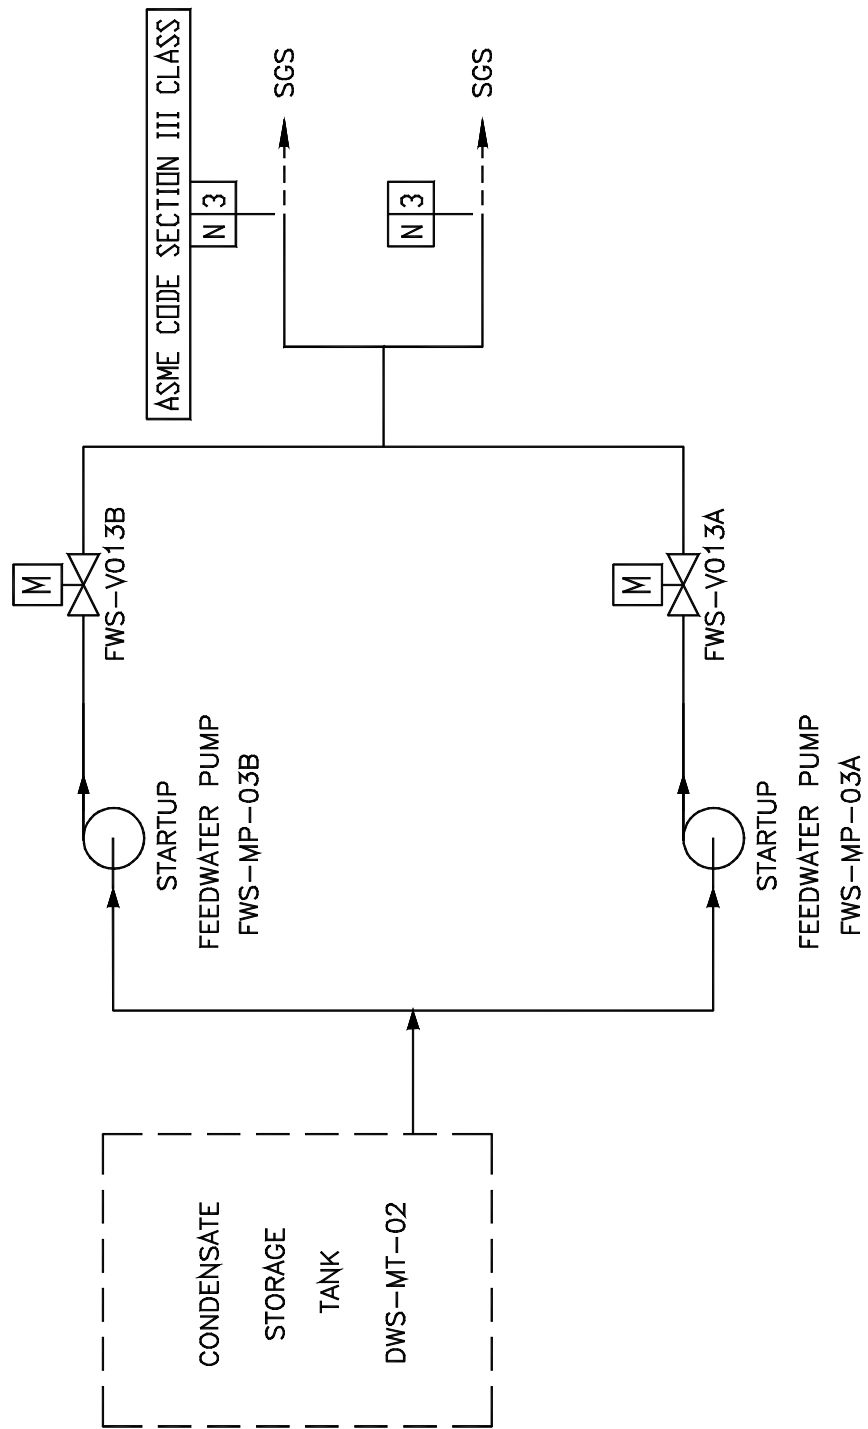 CONDENSATE
STORAGE
TANK
DWS-MT-02
STARTUP
FEEDWATER PUMP
FWS-MP-03B
M
FWS-V013B
STARTUP
FEEDWATER PUMP
FWS-MP-03A
M
FWS-V013A
ASME CODE SECTION III CLASS
N 3
SGS
N 3
SGS